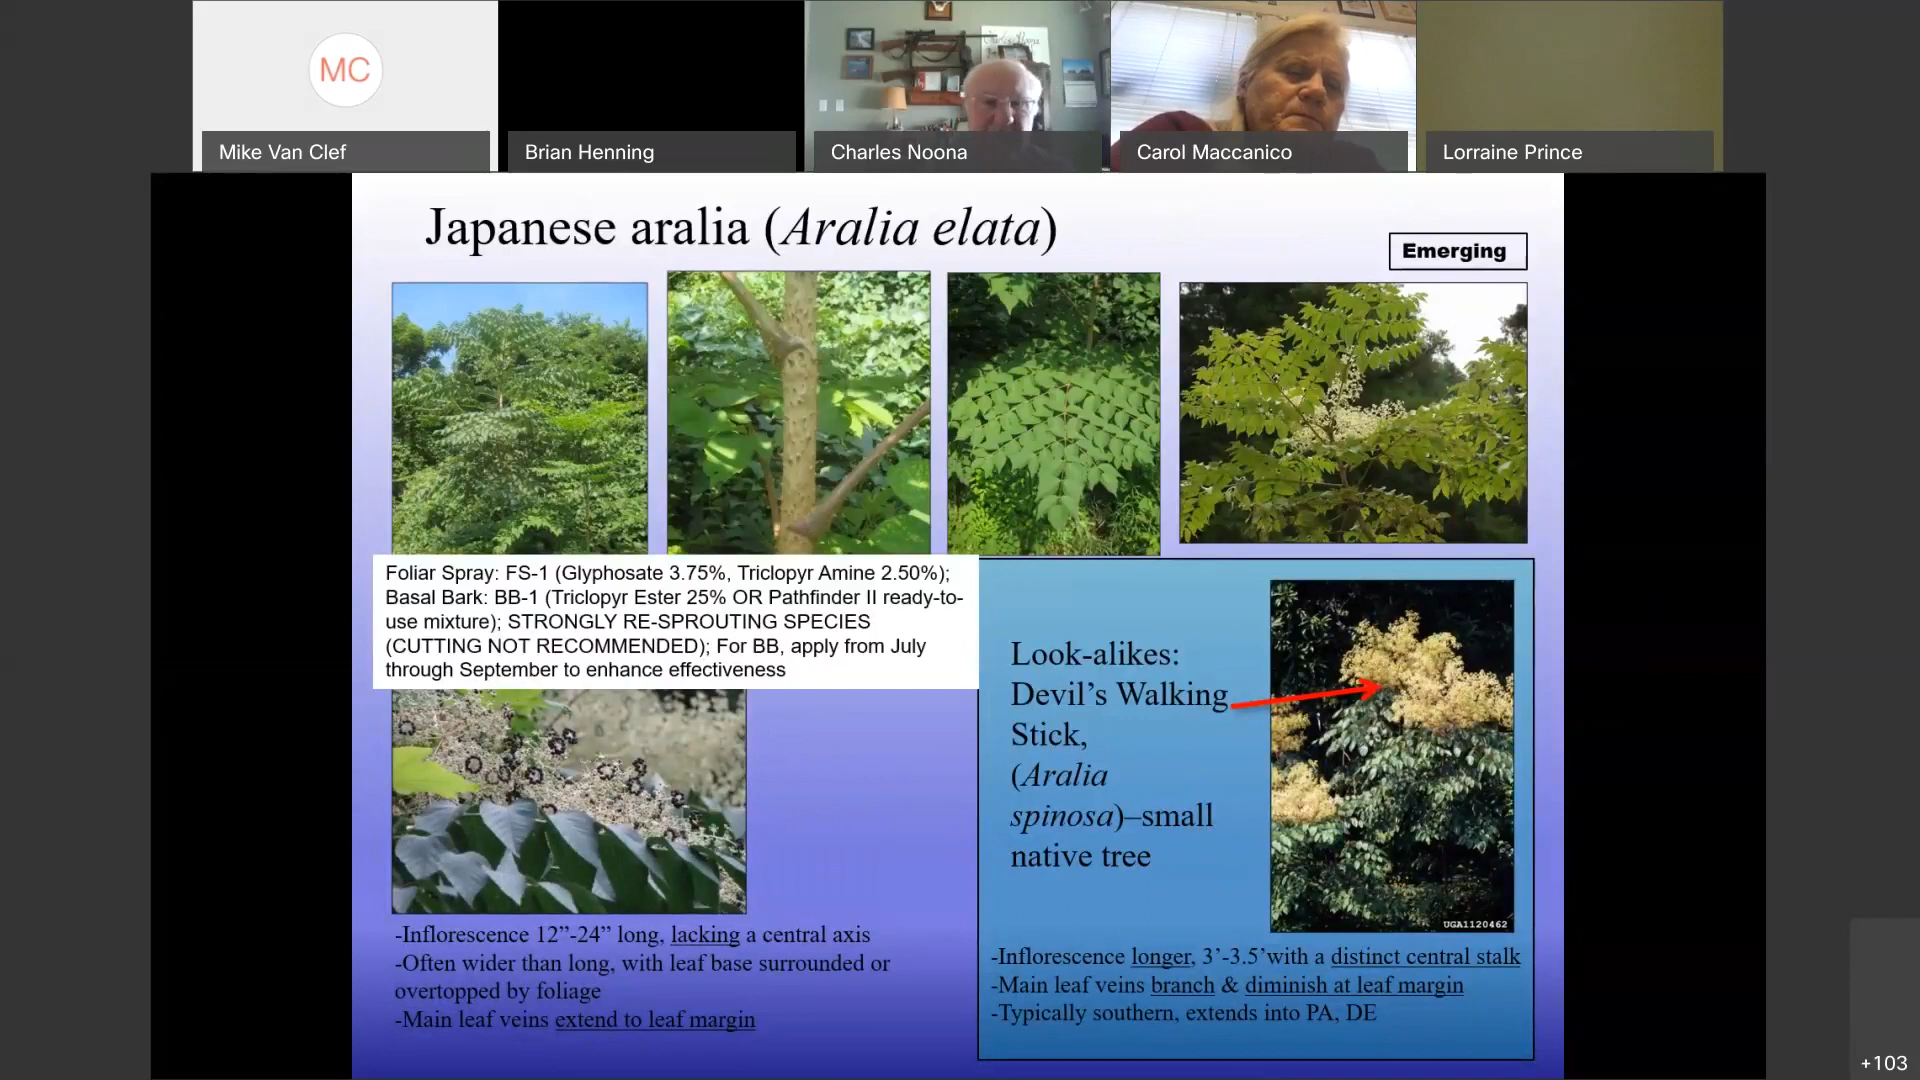 MC
Mike Van Clef
Brian Henning
Charles Noona
Carol Maccanico
Lorraine Prince
Japanese aralia (Aralia elata)
Emerging
Foliar Spray: FS-1 (Glyphosate 3.75%, Triclopyr Amine 2.50%);
Basal Bark: BB-1 (Triclopyr Ester 25% OR Pathfinder II ready-to-
use mixture); STRONGLY RE-SPROUTING SPECIES
(CUTTING NOT RECOMMENDED); For BB, apply from July
through September to enhance effectiveness
Look-alikes:
Devil’s Walking
Stick,
(Aralia
spinosa)–small
native tree
UGA1120462
-Inflorescence 12”-24” long, lacking a central axis
-Often wider than long, with leaf base surrounded or
overtopped by foliage
-Main leaf veins extend to leaf margin
-Inflorescence longer, 3’-3.5’with a distinct central stalk
-Main leaf veins branch & diminish at leaf margin
-Typically southern, extends into PA, DE
+103